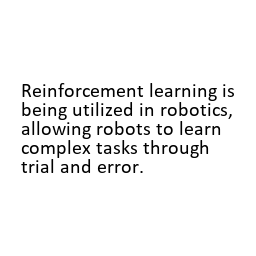 Reinforcement learning is
being utilized in robotics,
allowing robots to learn
complex tasks through
trial and error.